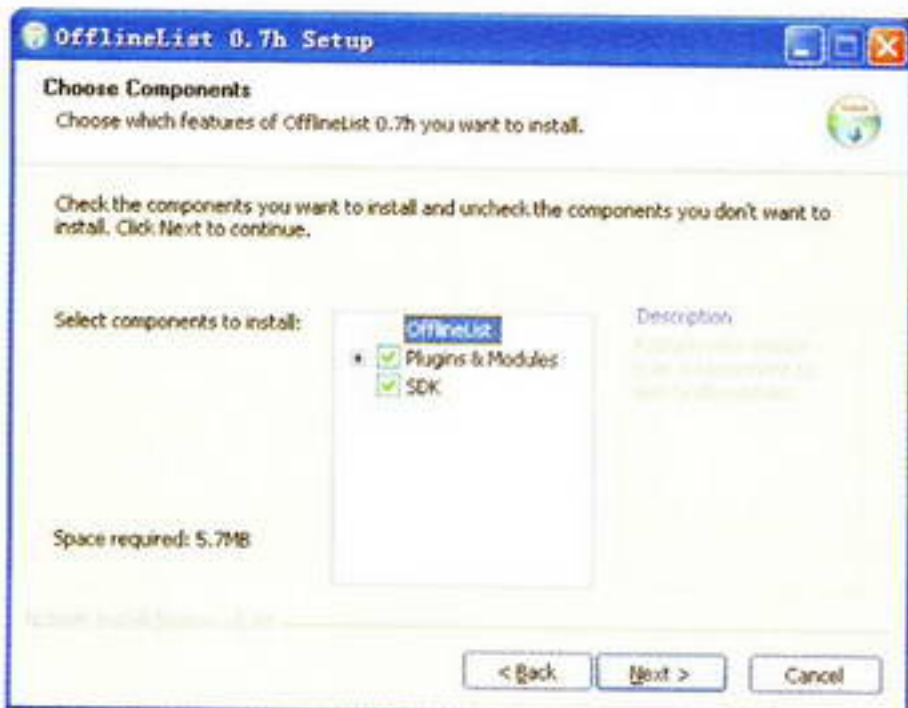 OfflineList 0.7h Setup
Choose Components
Choose which features of OfflineList 0.7h you want to install.
Check the components you want to install and uncheck the components you don't want to
install. Click Next to continue.
Select components to install:
OfflineList
Plugins & Modules
SDK
Description
Space required: 5.7MB
< Back
Next >
Cancel